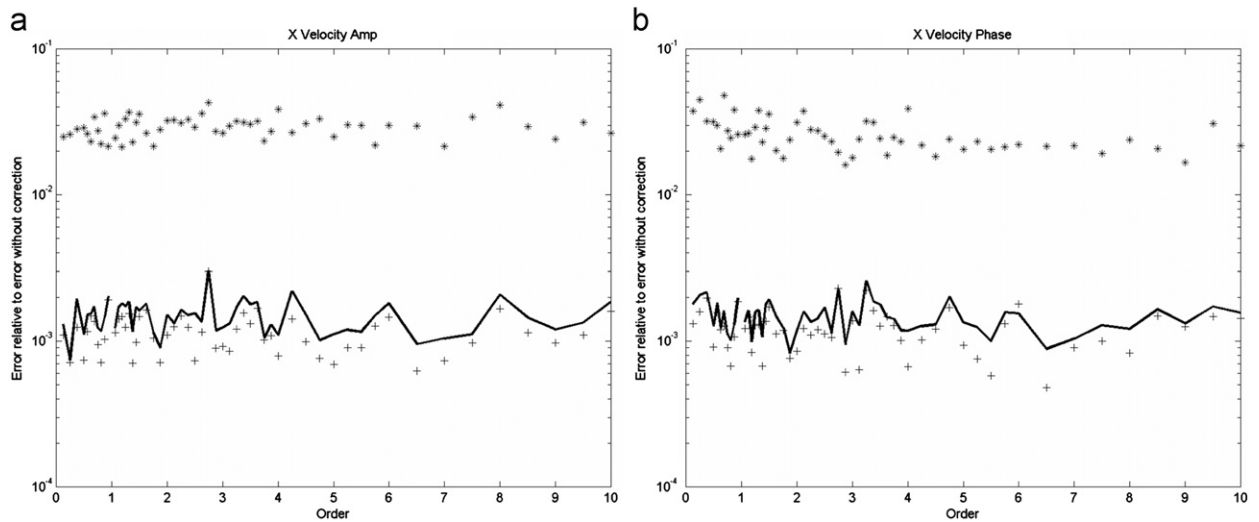 a
X Velocity Amp
10^-1
10^-2
10^-3
10^-4
Error relative to error without correction
0 1 2 3 4 5 6 7 8 9 10
Order
b
X Velocity Phase
10^-1
10^-2
10^-3
10^-4
Error relative to error without correction
0 1 2 3 4 5 6 7 8 9 10
Order